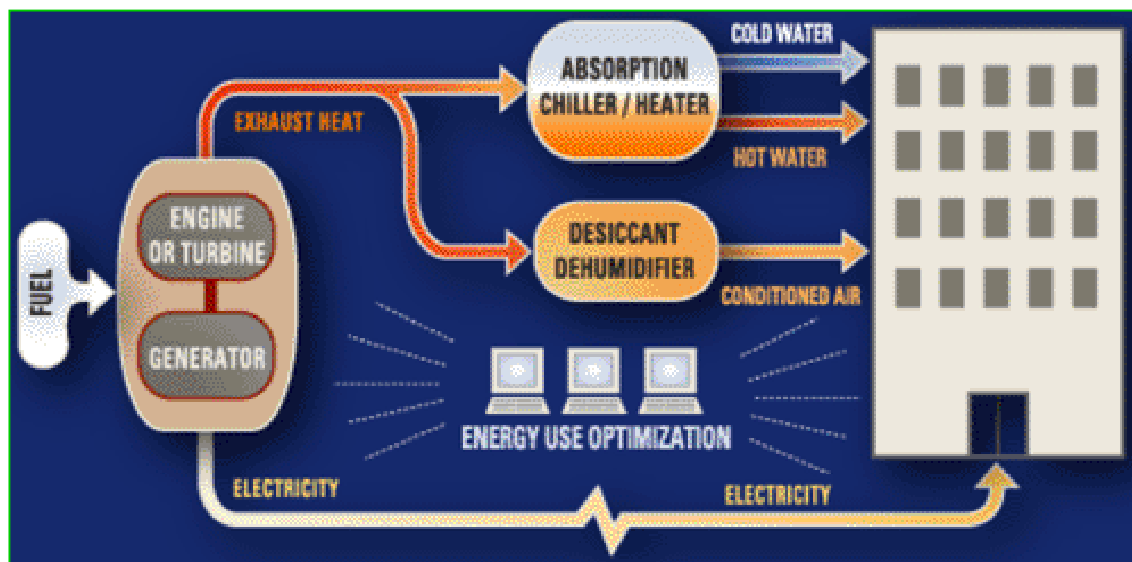 COLD WATER
ABSORPTION
CHILLER / HEATER
EXHAUST HEAT
HOT WATER
ENGINE
OR TURBINE
DESICCANT
DEHUMIDIFIER
FUEL
CONDITIONED AIR
GENERATOR
ENERGY USE OPTIMIZATION
ELECTRICITY
ELECTRICITY